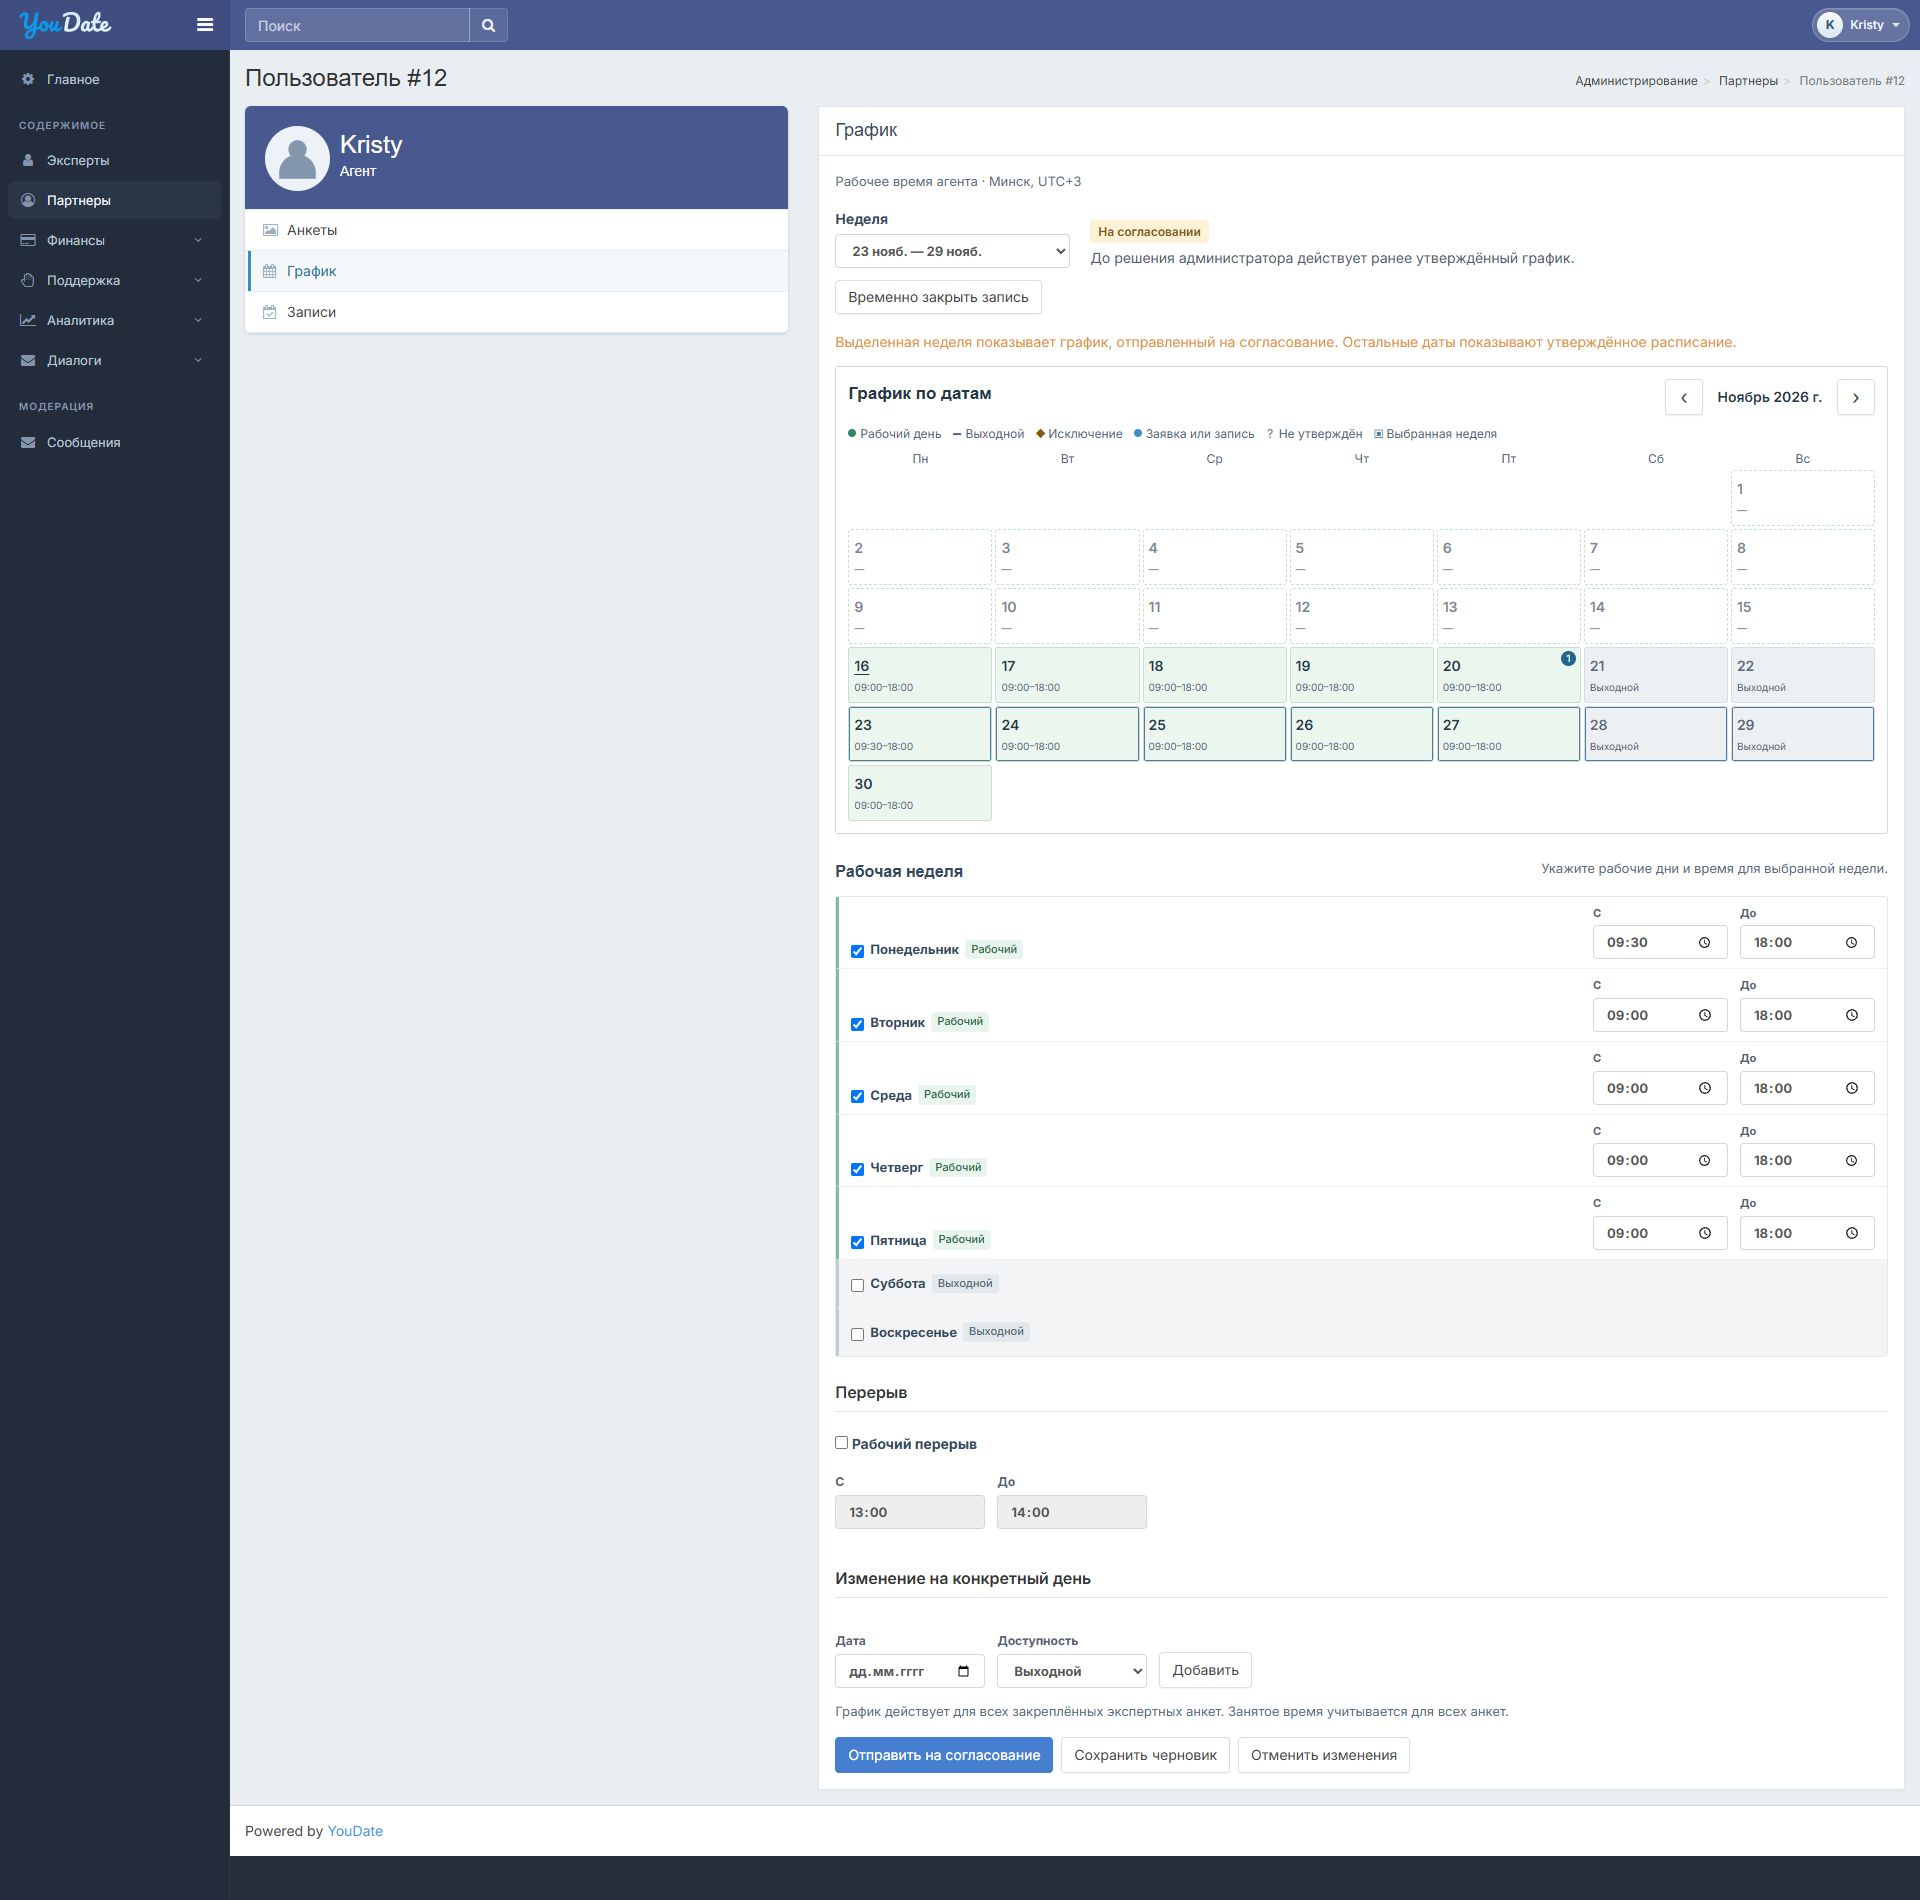 YouDate
Поиск
K Kristy
Главное
СОДЕРЖИМОЕ
Эксперты
Партнеры
Финансы
Поддержка
Аналитика
Диалоги
МОДЕРАЦИЯ
Сообщения
Пользователь #12
Администрирование > Партнеры > Пользователь #12
Kristy
Агент
Анкеты
График
Записи
График
Рабочее время агента · Минск, UTC+3
Неделя
23 нояб. — 29 нояб.
На согласовании
До решения администратора действует ранее утверждённый график.
Временно закрыть запись
Выделенная неделя показывает график, отправленный на согласование. Остальные даты показывают утверждённое расписание.
График по датам
‹ Ноябрь 2026 г. ›
Рабочий день – Выходной Исключение Заявка или запись ? Не утверждён Выбранная неделя
Пн Вт Ср Чт Пт Сб Вс
1
—
2 3 4 5 6 7 8
— — — — — — —
9 10 11 12 13 14 15
— — — — — — —
16 17 18 19 20 1 21 22
09:00–18:00 09:00–18:00 09:00–18:00 09:00–18:00 09:00–18:00 Выходной Выходной
23 24 25 26 27 28 29
09:30–18:00 09:00–18:00 09:00–18:00 09:00–18:00 09:00–18:00 Выходной Выходной
30
09:00–18:00
Рабочая неделя
Укажите рабочие дни и время для выбранной недели.
С До
Понедельник Рабочий 09:30 18:00
С До
Вторник Рабочий 09:00 18:00
С До
Среда Рабочий 09:00 18:00
С До
Четверг Рабочий 09:00 18:00
С До
Пятница Рабочий 09:00 18:00
Суббота Выходной
Воскресенье Выходной
Перерыв
Рабочий перерыв
С До
13:00 14:00
Изменение на конкретный день
Дата Доступность
дд.мм.гггг Выходной Добавить
График действует для всех закреплённых экспертных анкет. Занятое время учитывается для всех анкет.
Отправить на согласование Сохранить черновик Отменить изменения
Powered by YouDate